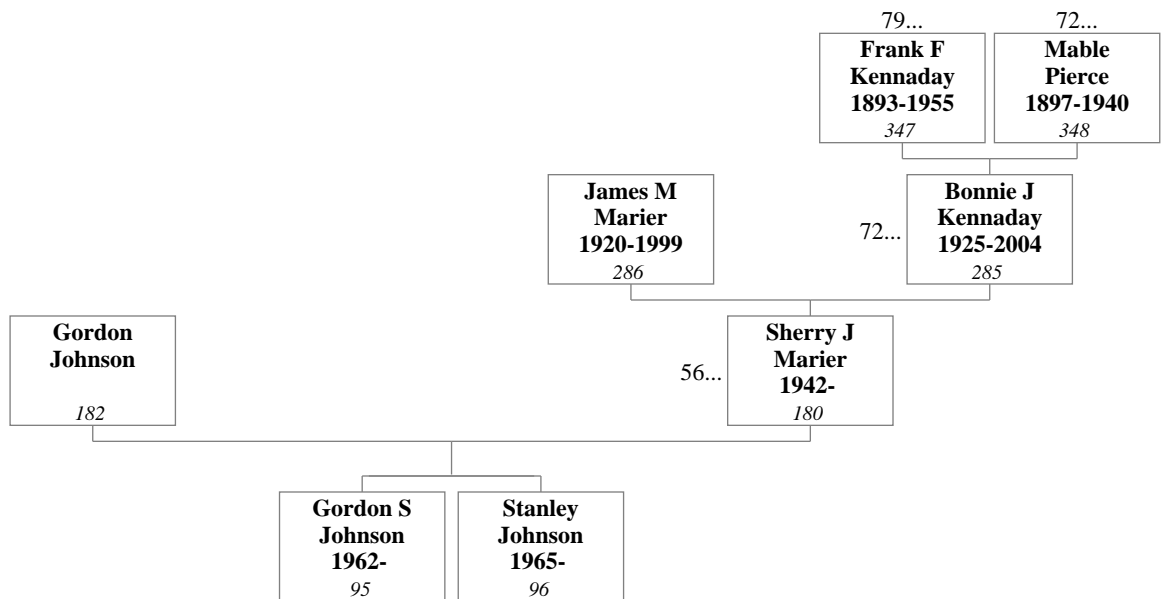 79...
72...
Frank F
Kennaday
1893-1955
347
Mable
Pierce
1897-1940
348
James M
Marier
1920-1999
286
72...
Bonnie J
Kennaday
1925-2004
285
Gordon
Johnson
182
56...
Sherry J
Marier
1942-
180
Gordon S
Johnson
1962-
95
Stanley
Johnson
1965-
96